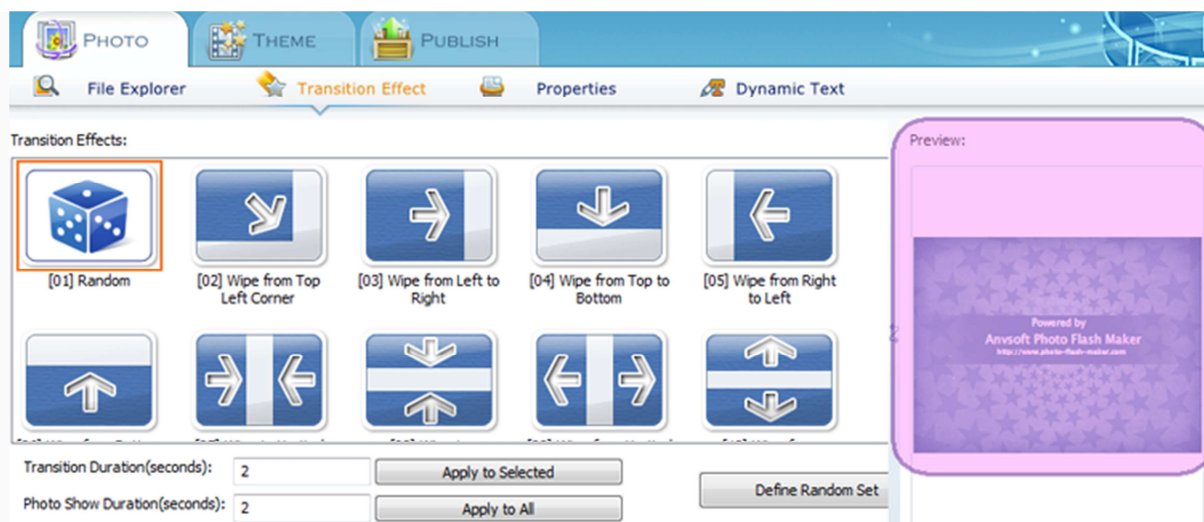 PHOTO
THEME
PUBLISH
File Explorer
Transition Effect
Properties
Dynamic Text
Transition Effects:
Preview:
[01] Random
[02] Wipe from Top
Left Corner
[03] Wipe from Left to
Right
[04] Wipe from Top to
Bottom
[05] Wipe from Right
to Left
Powered by
Anvsoft Photo Flash Maker
http://www.photo-flash-maker.com
Transition Duration(seconds):
2
Apply to Selected
Define Random Set
Photo Show Duration(seconds):
2
Apply to All